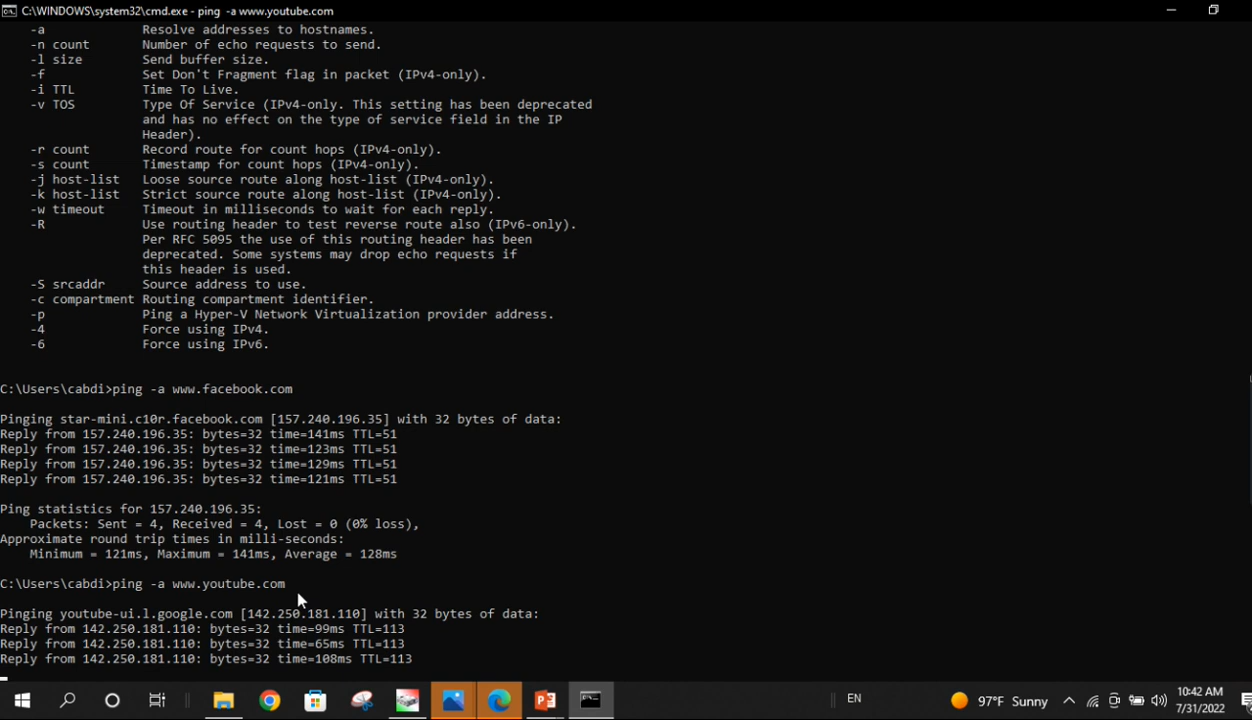 C:\WINDOWS\system32\cmd.exe - ping -a www.youtube.com
-a Resolve addresses to hostnames.
-n count Number of echo requests to send.
-l size Send buffer size.
-f Set Don't Fragment flag in packet (IPv4-only).
-i TTL Time To Live.
-v TOS Type Of Service (IPv4-only. This setting has been deprecated
and has no effect on the type of service field in the IP
Header).
-r count Record route for count hops (IPv4-only).
-s count Timestamp for count hops (IPv4-only).
-j host-list Loose source route along host-list (IPv4-only).
-k host-list Strict source route along host-list (IPv4-only).
-w timeout Timeout in milliseconds to wait for each reply.
-R Use routing header to test reverse route also (IPv6-only).
Per RFC 5095 the use of this routing header has been
deprecated. Some systems may drop echo requests if
this header is used.
-S srcaddr Source address to use.
-c compartment Routing compartment identifier.
-p Ping a Hyper-V Network Virtualization provider address.
-4 Force using IPv4.
-6 Force using IPv6.
C:\Users\cabdi>ping -a www.facebook.com
Pinging star-mini.c10r.facebook.com [157.240.196.35] with 32 bytes of data:
Reply from 157.240.196.35: bytes=32 time=141ms TTL=51
Reply from 157.240.196.35: bytes=32 time=123ms TTL=51
Reply from 157.240.196.35: bytes=32 time=129ms TTL=51
Reply from 157.240.196.35: bytes=32 time=121ms TTL=51
Ping statistics for 157.240.196.35:
Packets: Sent = 4, Received = 4, Lost = 0 (0% loss),
Approximate round trip times in milli-seconds:
Minimum = 121ms, Maximum = 141ms, Average = 128ms
C:\Users\cabdi>ping -a www.youtube.com
Pinging youtube-ui.l.google.com [142.250.181.110] with 32 bytes of data:
Reply from 142.250.181.110: bytes=32 time=99ms TTL=113
Reply from 142.250.181.110: bytes=32 time=65ms TTL=113
Reply from 142.250.181.110: bytes=32 time=108ms TTL=113
EN
97°F Sunny
10:42 AM
7/31/2022